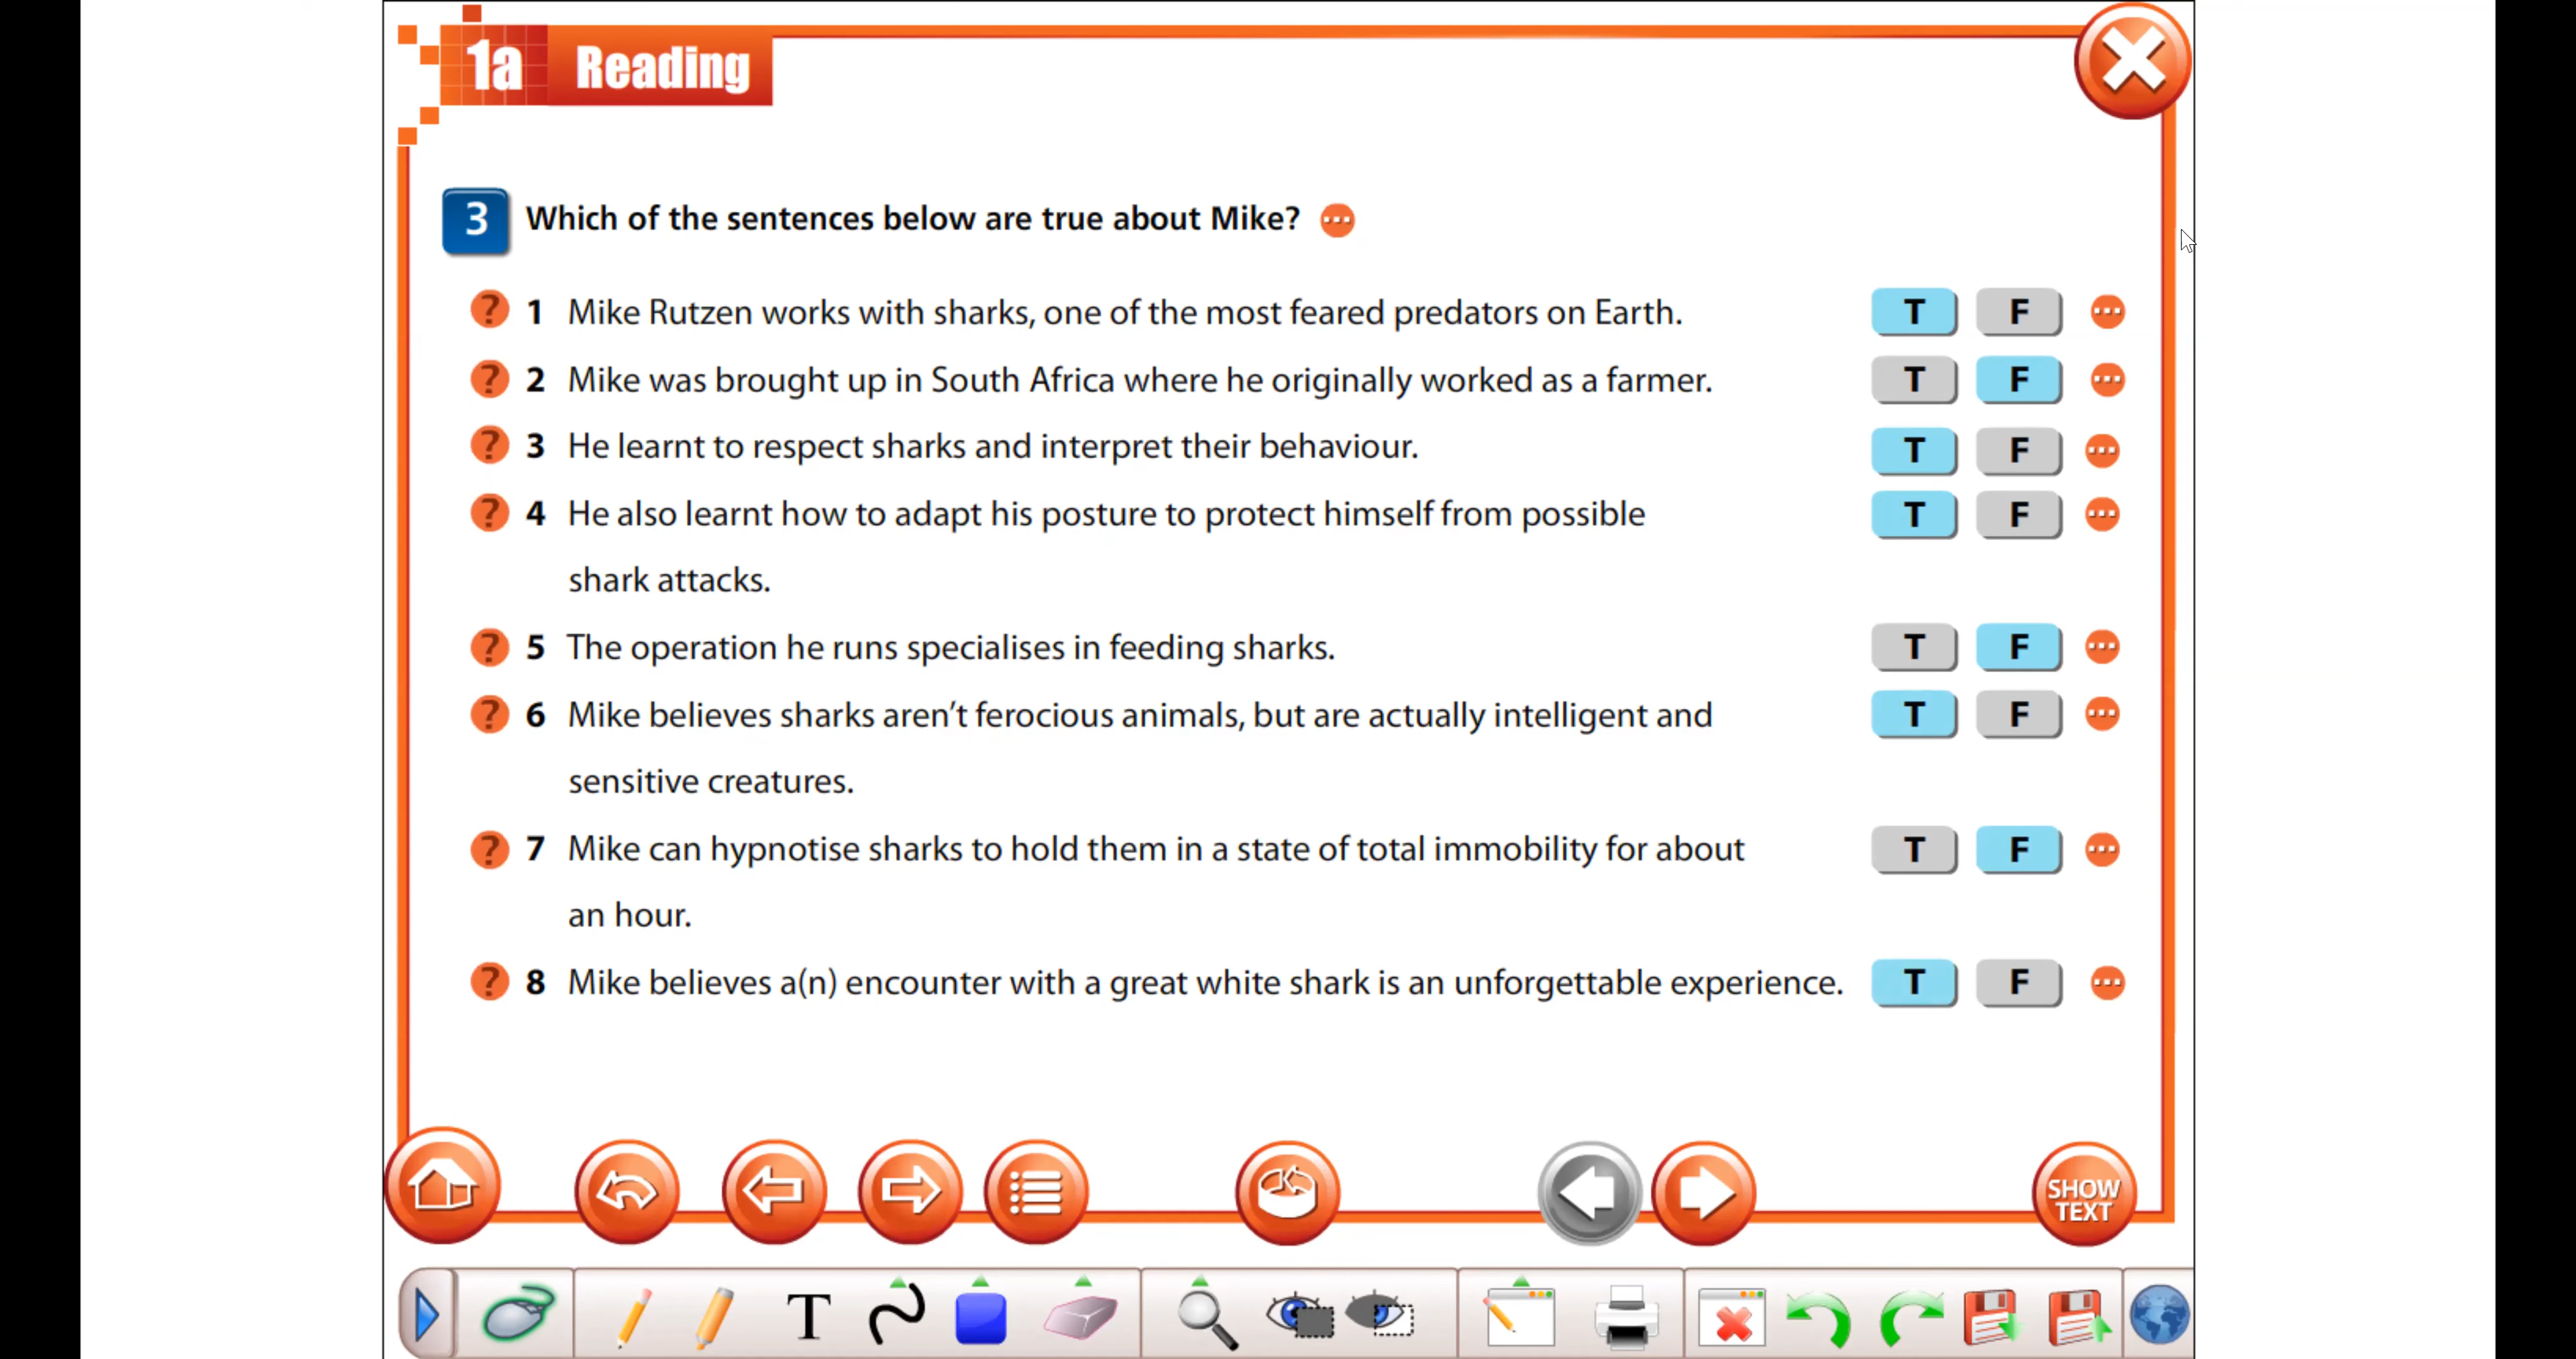 1a Reading
3 Which of the sentences below are true about Mike?
? 1 Mike Rutzen works with sharks, one of the most feared predators on Earth. T F
? 2 Mike was brought up in South Africa where he originally worked as a farmer. T F
? 3 He learnt to respect sharks and interpret their behaviour. T F
? 4 He also learnt how to adapt his posture to protect himself from possible T F
shark attacks.
? 5 The operation he runs specialises in feeding sharks. T F
? 6 Mike believes sharks aren't ferocious animals, but are actually intelligent and T F
sensitive creatures.
? 7 Mike can hypnotise sharks to hold them in a state of total immobility for about T F
an hour.
? 8 Mike believes a(n) encounter with a great white shark is an unforgettable experience. T F
SHOW
TEXT
T